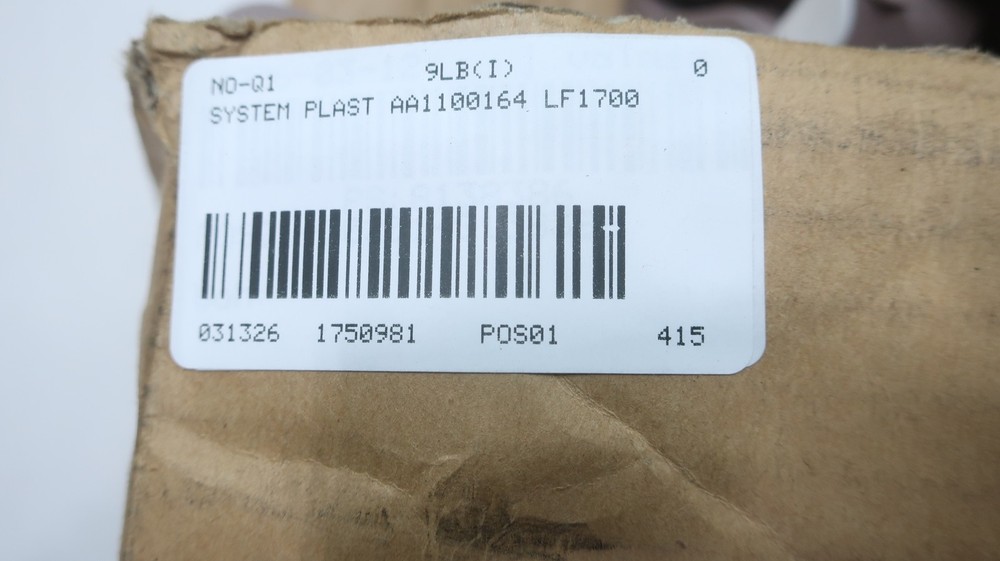 NO-Q1 9LB(I) 0
SYSTEM PLAST AA1100164 LF1700
031326 1750981 POS01 415